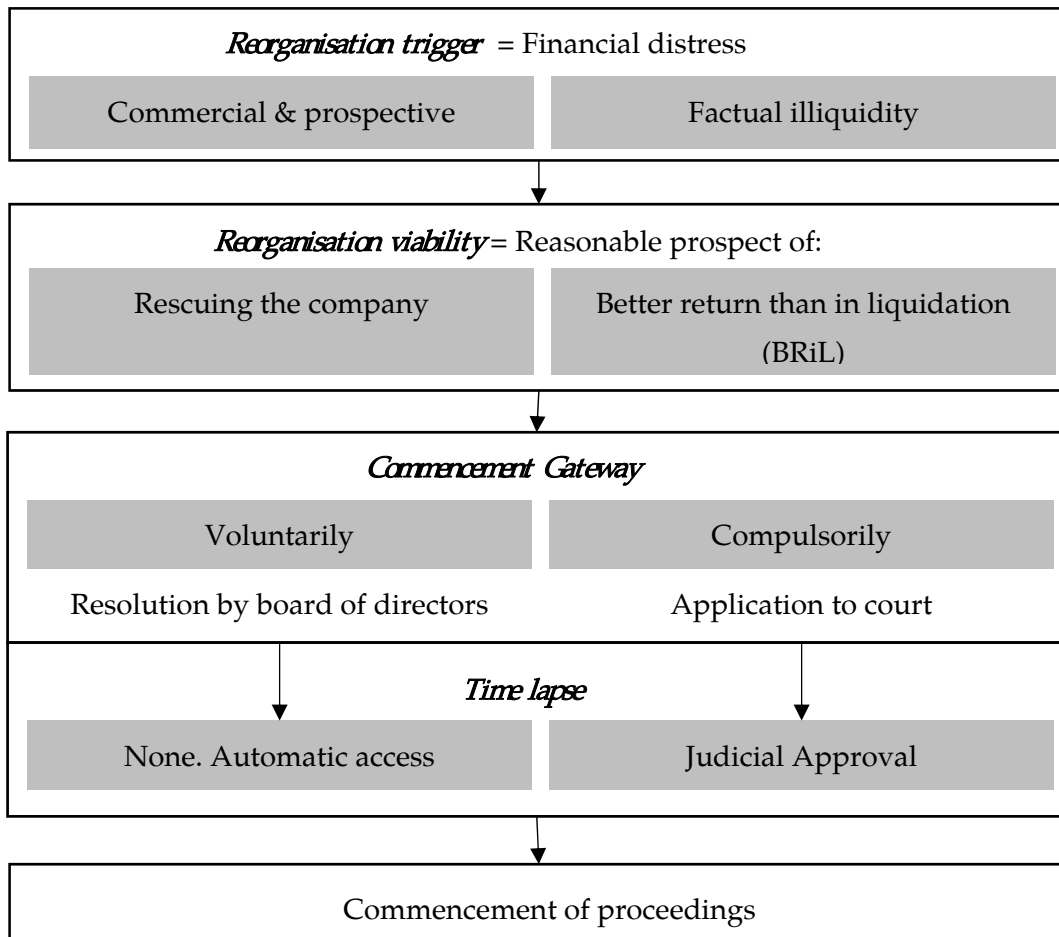 Reorganisation trigger = Financial distress
Commercial & prospective
Factual illiquidity
Reorganisation viability = Reasonable prospect of:
Rescuing the company
Better return than in liquidation
(BRiL)
Commencement Gateway
Voluntarily
Compulsorily
Resolution by board of directors
Application to court
Time lapse
None. Automatic access
Judicial Approval
Commencement of proceedings